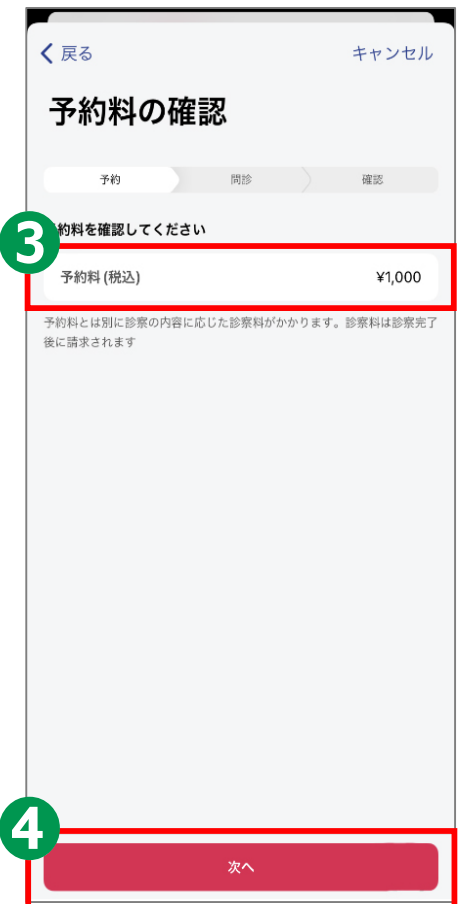 戻る
キャンセル
予約料の確認
予約
問診
確認
3
約料を確認してください
予約料 (税込)
¥1,000
予約料とは別に診察の内容に応じた診察料がかかります。診察料は診察完了
後に請求されます
4
次へ